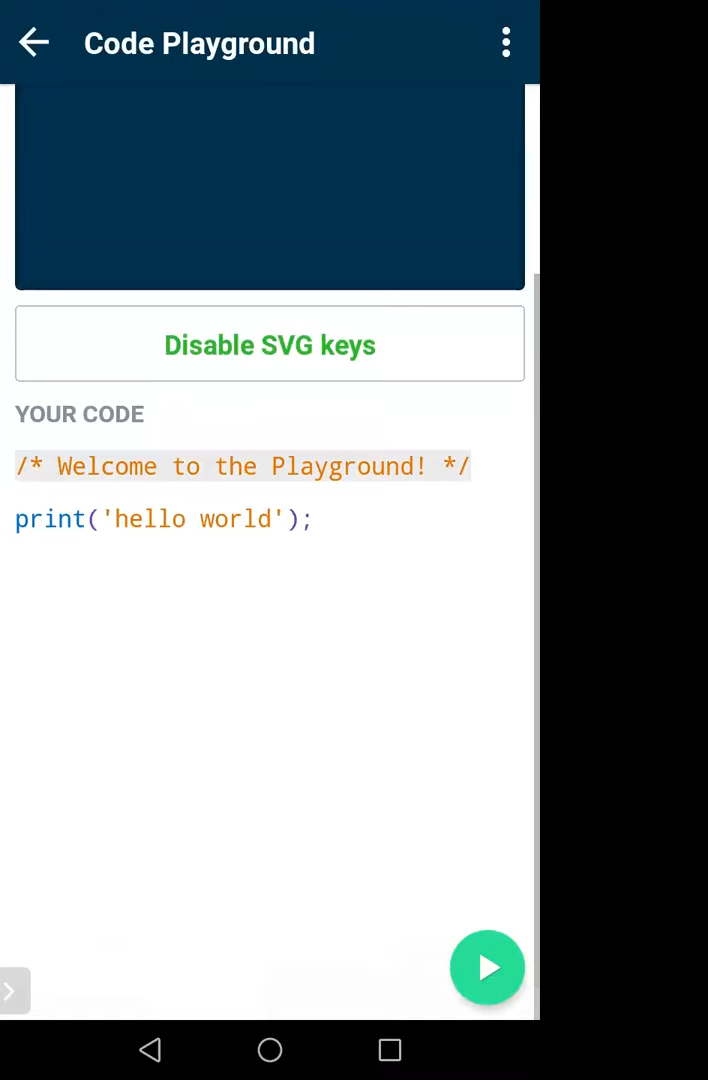 Code Playground
Disable SVG keys
YOUR CODE
/* Welcome to the Playground! */
print('hello world');